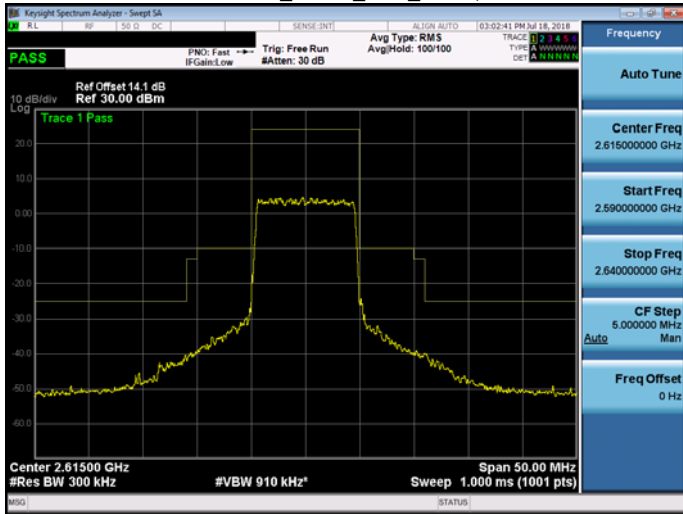 Keysight Spectrum Analyzer - Swept SA
LXI RL RF 50 Ω DC SENSE:INT ALIGN AUTO 03:02:41 PM Jul 18, 2018
PASS
PNO: Fast
IFGain:Low
Trig: Free Run
#Atten: 30 dB
Avg Type: RMS
Avg|Hold: 100/100
TRACE 1 2 3 4 5 6
TYPE A WWWWW
DET A N N N N N
10 dB/div
Log
Ref Offset 14.1 dB
Ref 30.00 dBm
Trace 1 Pass
20.0
10.0
0.00
-10.0
-20.0
-30.0
-40.0
-50.0
-60.0
Center 2.61500 GHz
Span 50.00 MHz
#Res BW 300 kHz
#VBW 910 kHz*
Sweep 1.000 ms (1001 pts)
MSG
STATUS
Frequency
Auto Tune
Center Freq
2.615000000 GHz
Start Freq
2.590000000 GHz
Stop Freq
2.640000000 GHz
CF Step
5.000000 MHz
Auto Man
Freq Offset
0 Hz